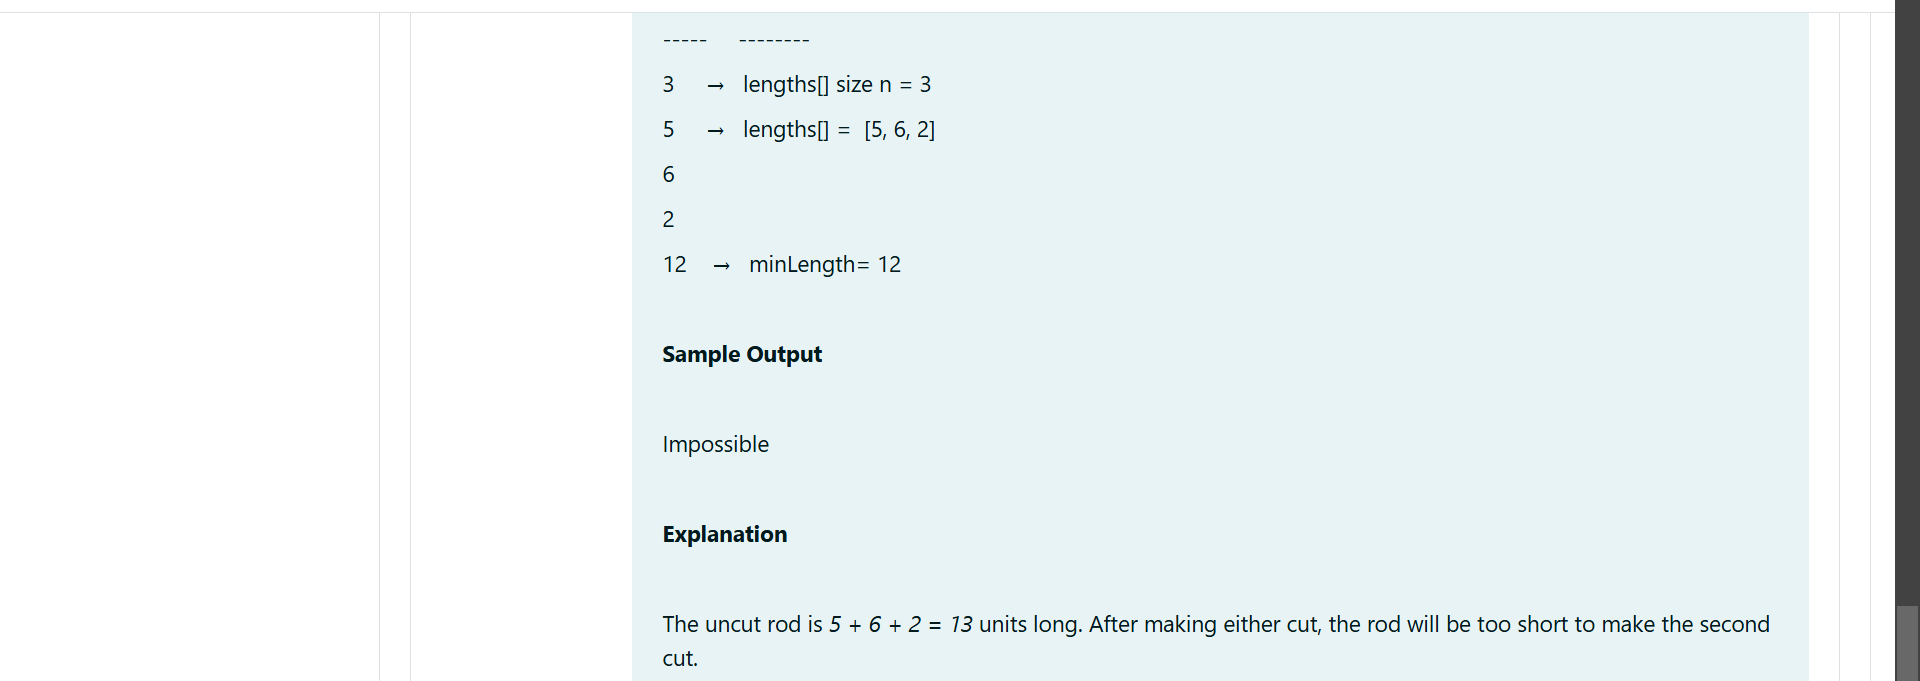 ----- --------
3 → lengths[] size n = 3
5 → lengths[] = [5, 6, 2]
6
2
12 → minLength= 12
Sample Output
Impossible
Explanation
The uncut rod is 5 + 6 + 2 = 13 units long. After making either cut, the rod will be too short to make the second
cut.